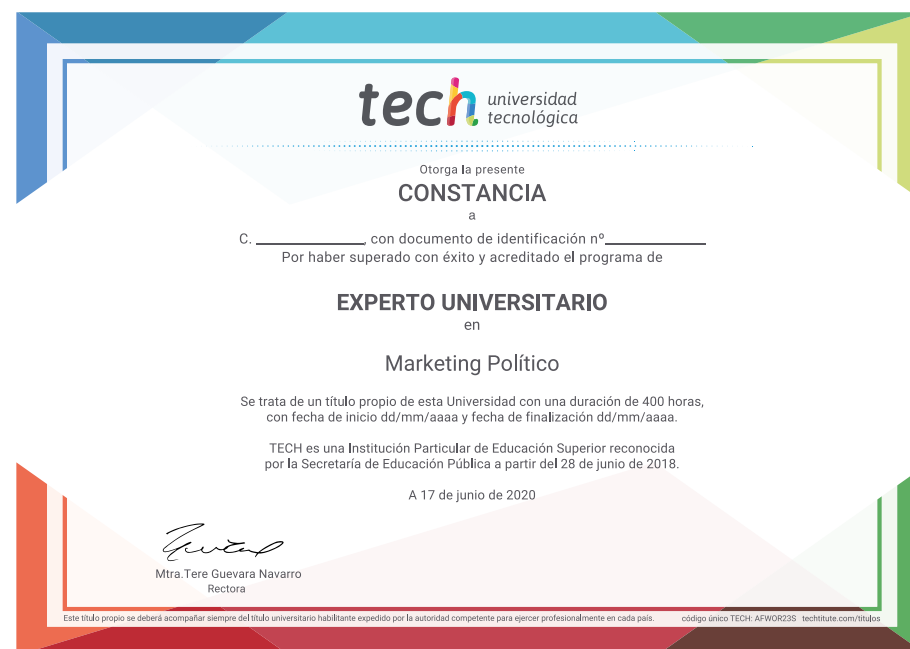 tech universidad
tecnológica
Otorga la presente
CONSTANCIA
a
C. ____________, con documento de identificación nº____________
Por haber superado con éxito y acreditado el programa de
EXPERTO UNIVERSITARIO
en
Marketing Político
Se trata de un título propio de esta Universidad con una duración de 400 horas,
con fecha de inicio dd/mm/aaaa y fecha de finalización dd/mm/aaaa.
TECH es una Institución Particular de Educación Superior reconocida
por la Secretaría de Educación Pública a partir del 28 de junio de 2018.
A 17 de junio de 2020
Mtra.Tere Guevara Navarro
Rectora
Este título propio se deberá acompañar siempre del título universitario habilitante expedido por la autoridad competente para ejercer profesionalmente en cada país. código único TECH: AFWOR23S techtitute.com/titulos